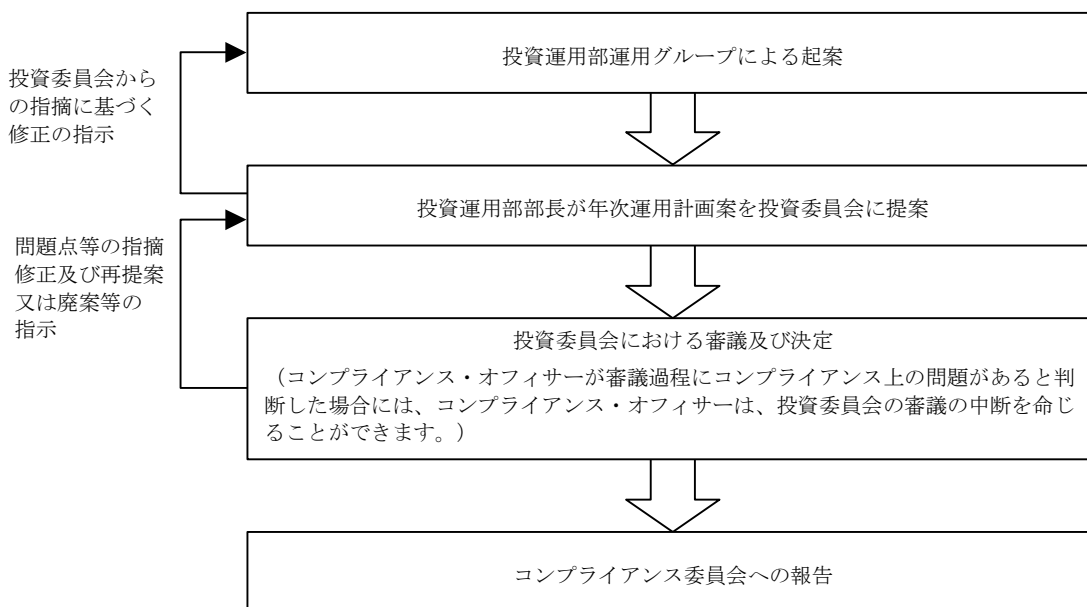 投資運用部運用グループによる起案
投資委員会から
の指摘に基づく
修正の指示
投資運用部部長が年次運用計画案を投資委員会に提案
問題点等の指摘
修正及び再提案
又は廃案等の
指示
投資委員会における審議及び決定
(コンプライアンス・オフィサーが審議過程にコンプライアンス上の問題があると判
断した場合には、コンプライアンス・オフィサーは、投資委員会の審議の中断を命じ
ることができます。)
コンプライアンス委員会への報告